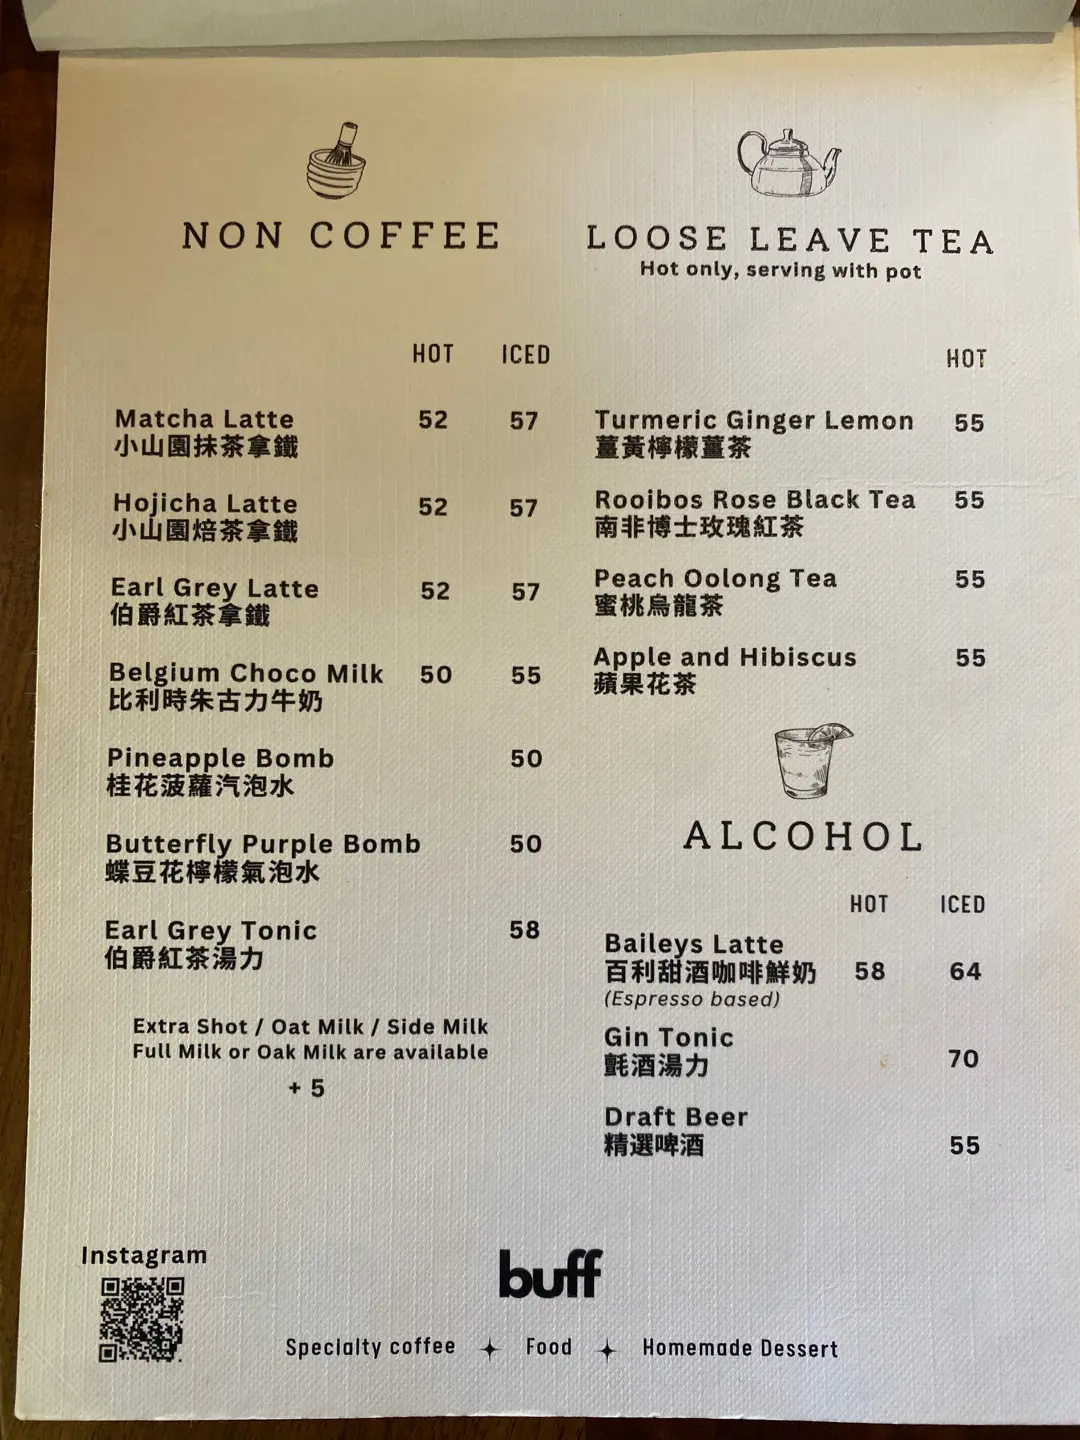 NON COFFEE
HOT ICED
Matcha Latte 52 57
小山園抹茶拿鐵
Hojicha Latte 52 57
小山園焙茶拿鐵
Earl Grey Latte 52 57
伯爵紅茶拿鐵
Belgium Choco Milk 50 55
比利時朱古力牛奶
Pineapple Bomb 50
桂花菠蘿汽泡水
Butterfly Purple Bomb 50
蝶豆花檸檬氣泡水
Earl Grey Tonic 58
伯爵紅茶湯力
Extra Shot / Oat Milk / Side Milk
Full Milk or Oak Milk are available
+ 5
LOOSE LEAVE TEA
Hot only, serving with pot
HOT
Turmeric Ginger Lemon 55
薑黃檸檬薑茶
Rooibos Rose Black Tea 55
南非博士玫瑰紅茶
Peach Oolong Tea 55
蜜桃烏龍茶
Apple and Hibiscus 55
蘋果花茶
ALCOHOL
HOT ICED
Baileys Latte
百利甜酒咖啡鮮奶 58 64
(Espresso based)
Gin Tonic
氈酒湯力 70
Draft Beer
精選啤酒 55
Instagram
buff
Specialty coffee Food Homemade Dessert